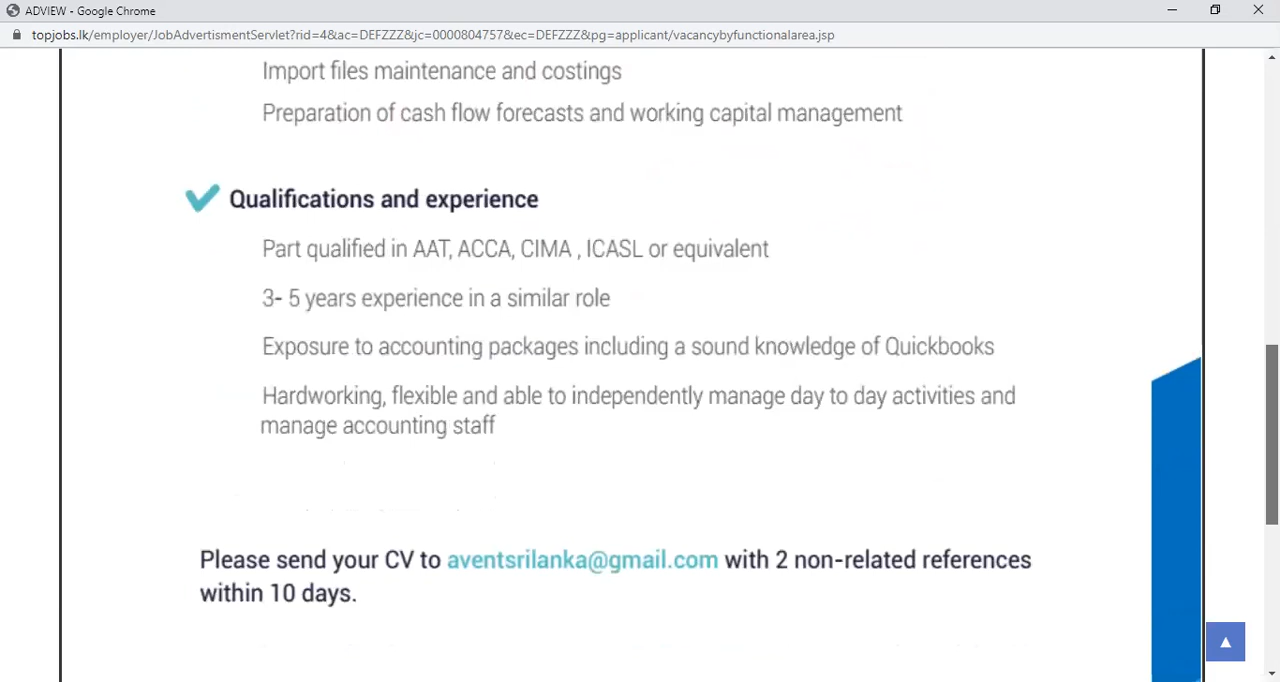 ADVIEW - Google Chrome
topjobs.lk/employer/JobAdvertismentServlet?rid=4&ac=DEFZZZ&jc=0000804757&ec=DEFZZZ&pg=applicant/vacancybyfunctionalarea.jsp
Import files maintenance and costings
Preparation of cash flow forecasts and working capital management
Qualifications and experience
Part qualified in AAT, ACCA, CIMA , ICASL or equivalent
3- 5 years experience in a similar role
Exposure to accounting packages including a sound knowledge of Quickbooks
Hardworking, flexible and able to independently manage day to day activities and
manage accounting staff
Please send your CV to aventsrilanka@gmail.com with 2 non-related references
within 10 days.